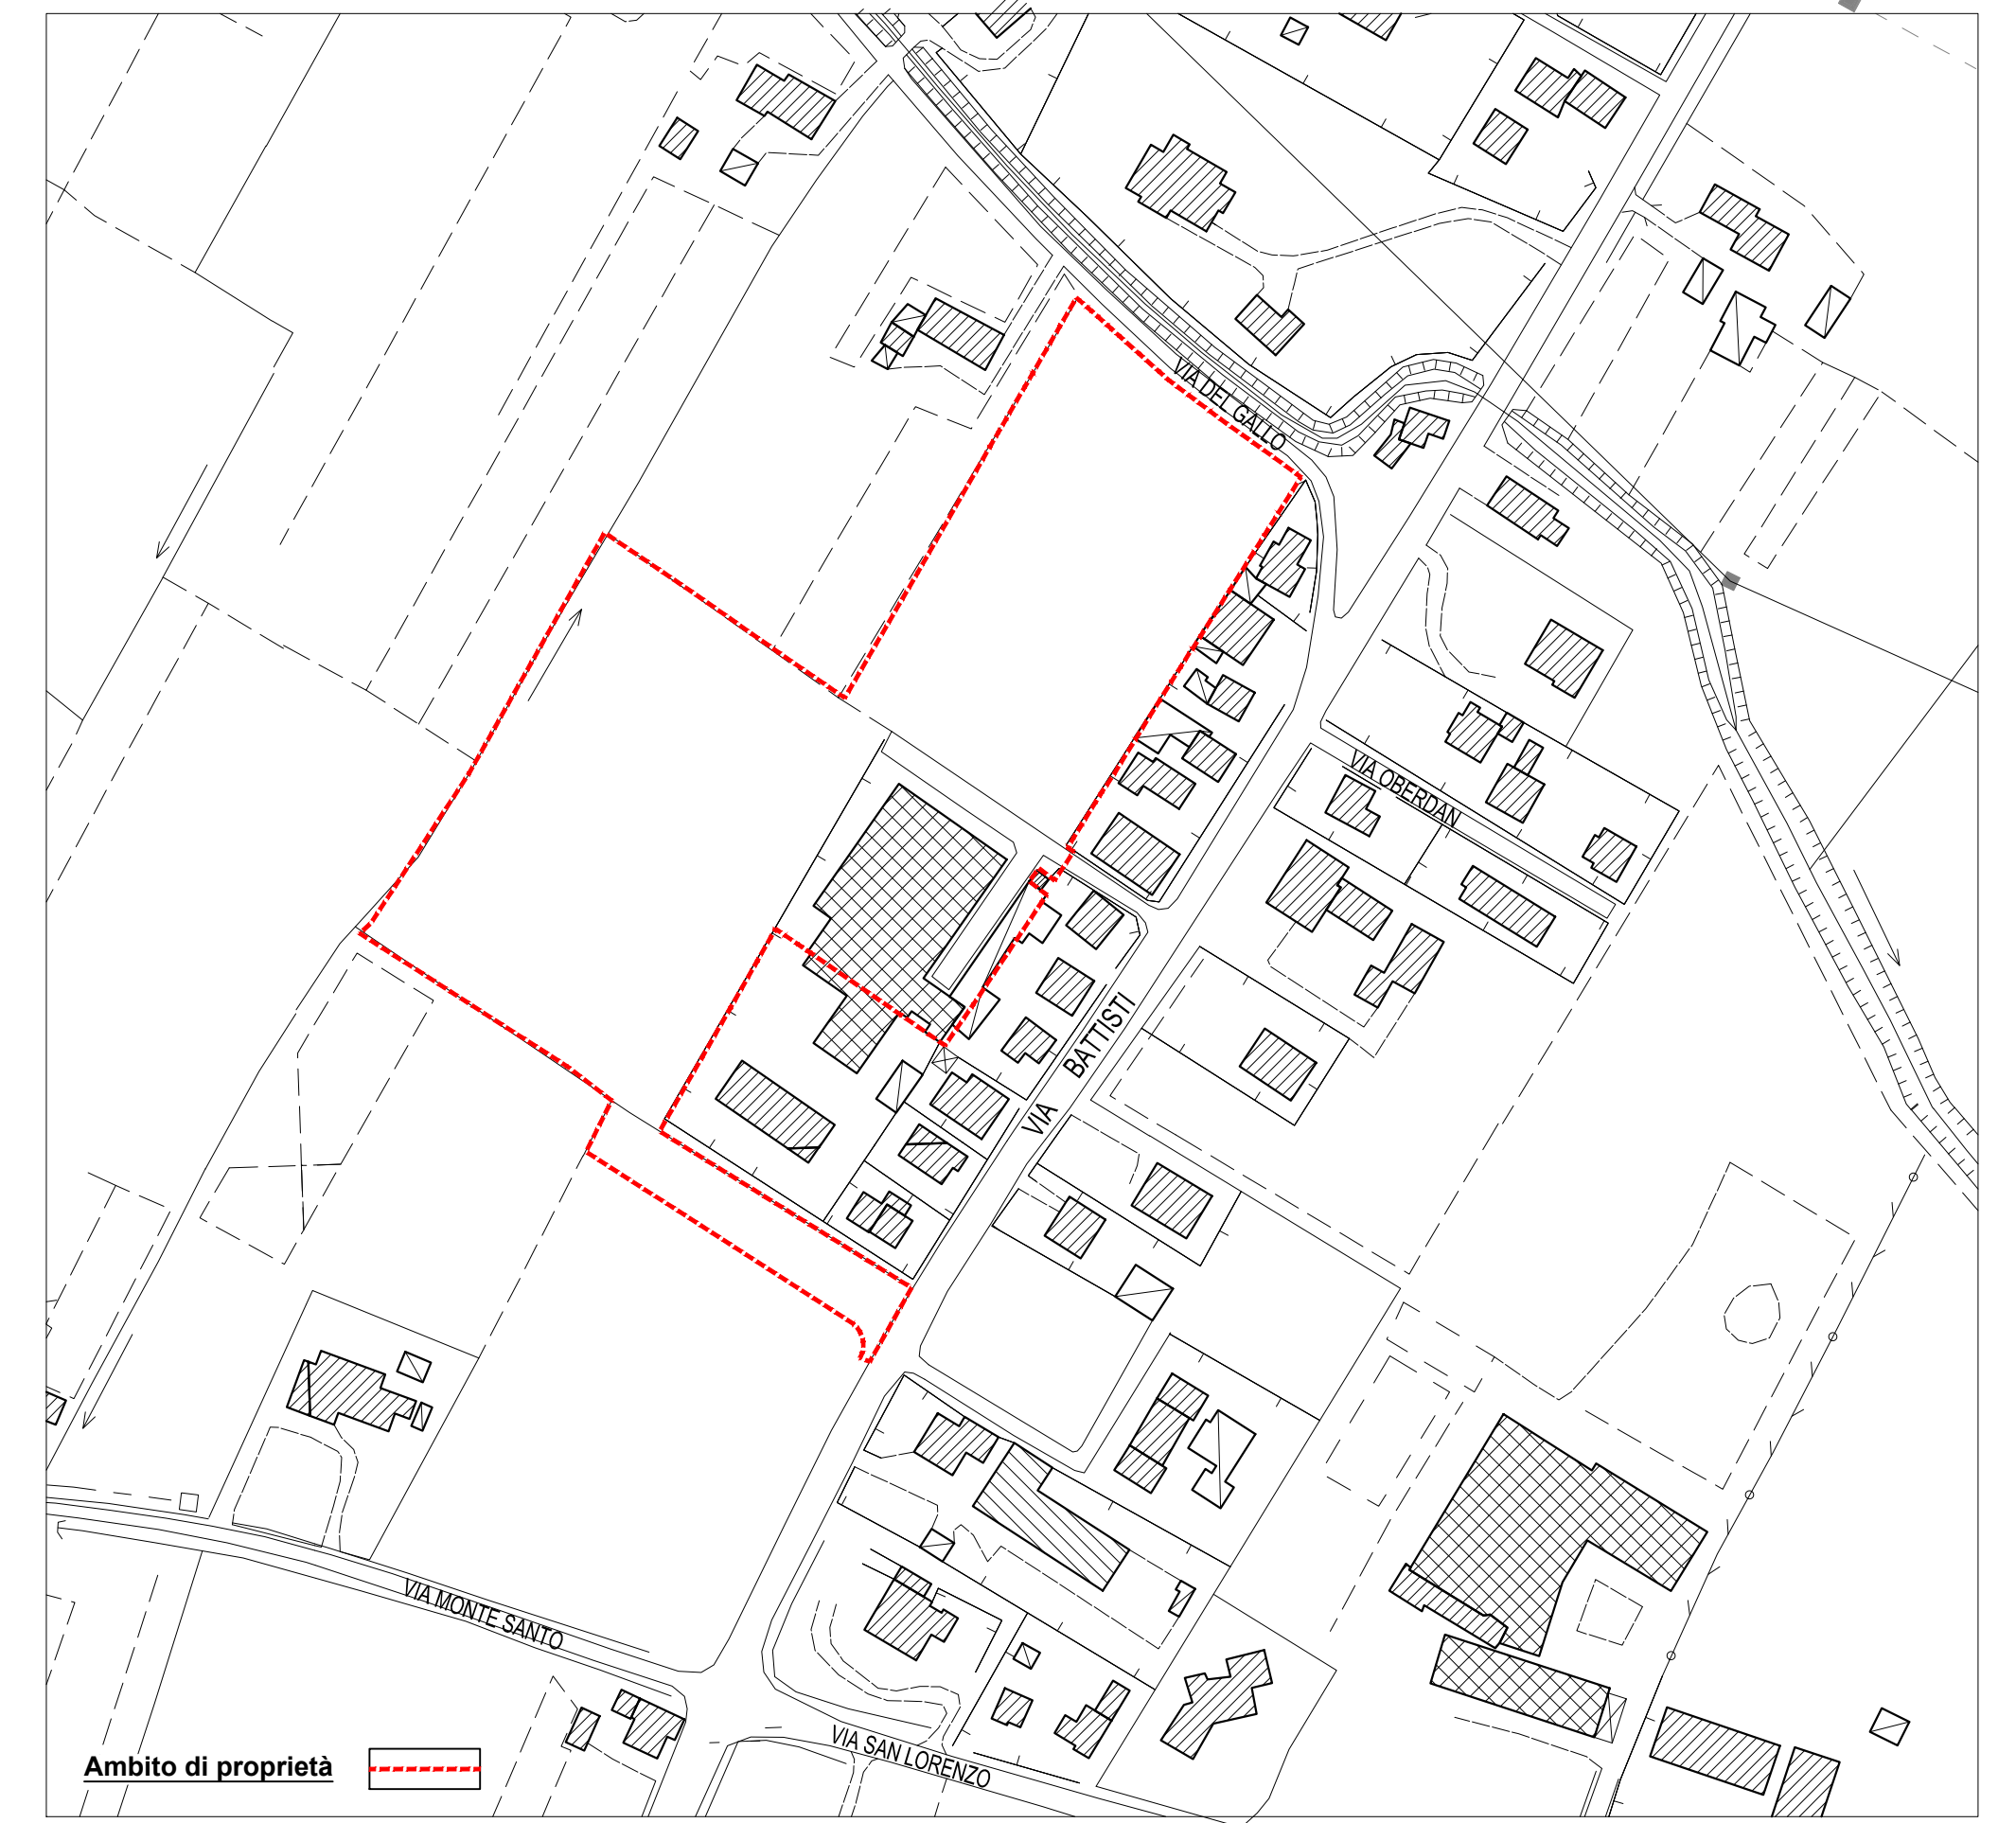 VIA DEL GALLO
VIA OBERDAN
VIA BATTISTI
VIA MONTE SANTO
VIA SAN LORENZO
Ambito di proprietà